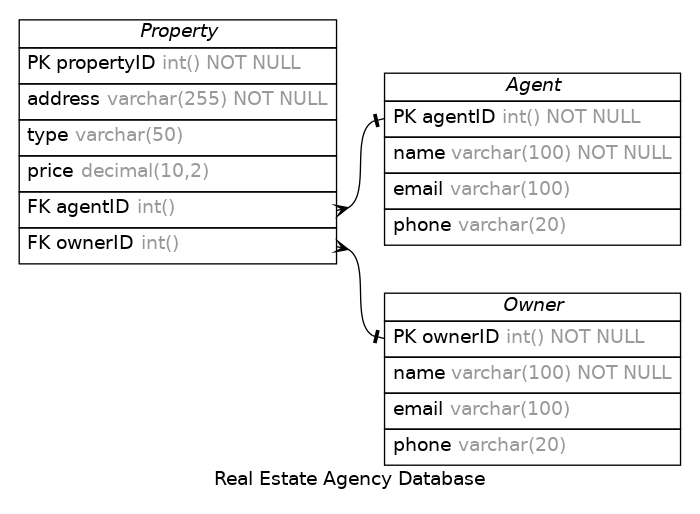 Property
PK propertyID int() NOT NULL
address varchar(255) NOT NULL
type varchar(50)
price decimal(10,2)
FK agentID int()
FK ownerID int()
Agent
PK agentID int() NOT NULL
name varchar(100) NOT NULL
email varchar(100)
phone varchar(20)
Owner
PK ownerID int() NOT NULL
name varchar(100) NOT NULL
email varchar(100)
phone varchar(20)
Real Estate Agency Database